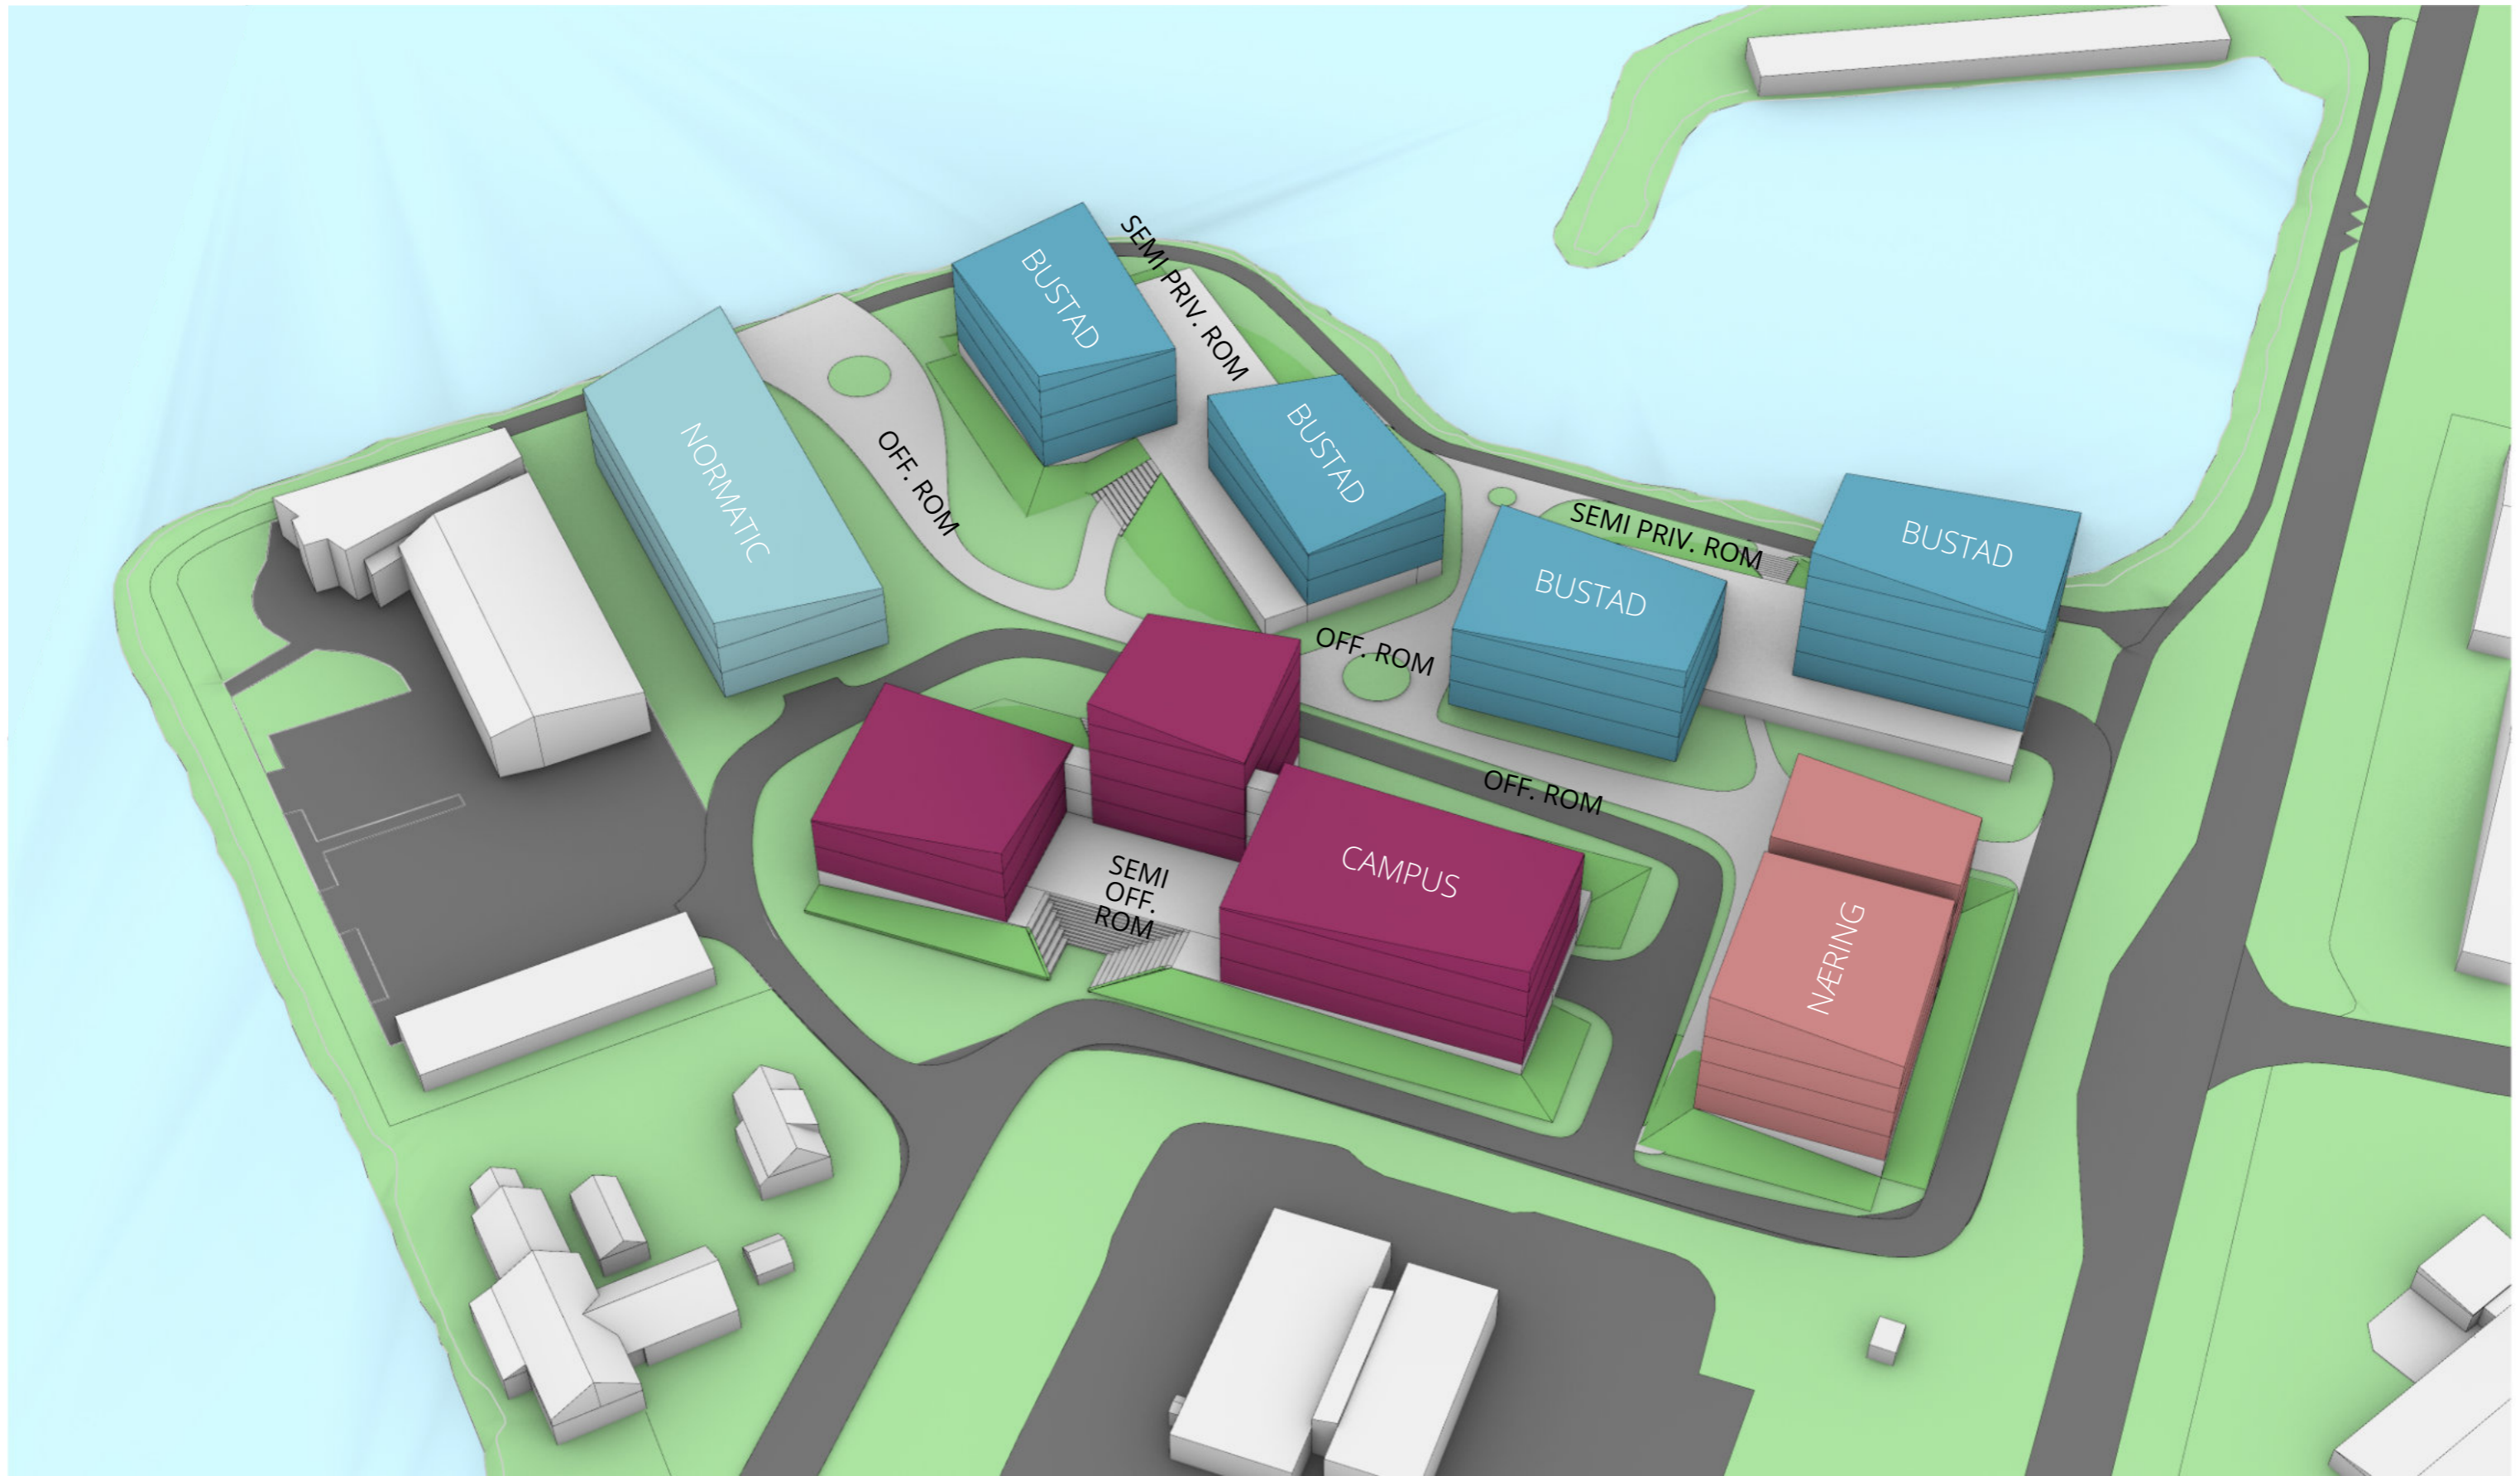 SEMI PRIV. ROM
BUSTAD
BUSTAD
NORMATIC
OFF. ROM
SEMI PRIV. ROM
BUSTAD
BUSTAD
OFF. ROM
OFF. ROM
CAMPUS
SEMI
OFF.
ROM
NÆRING